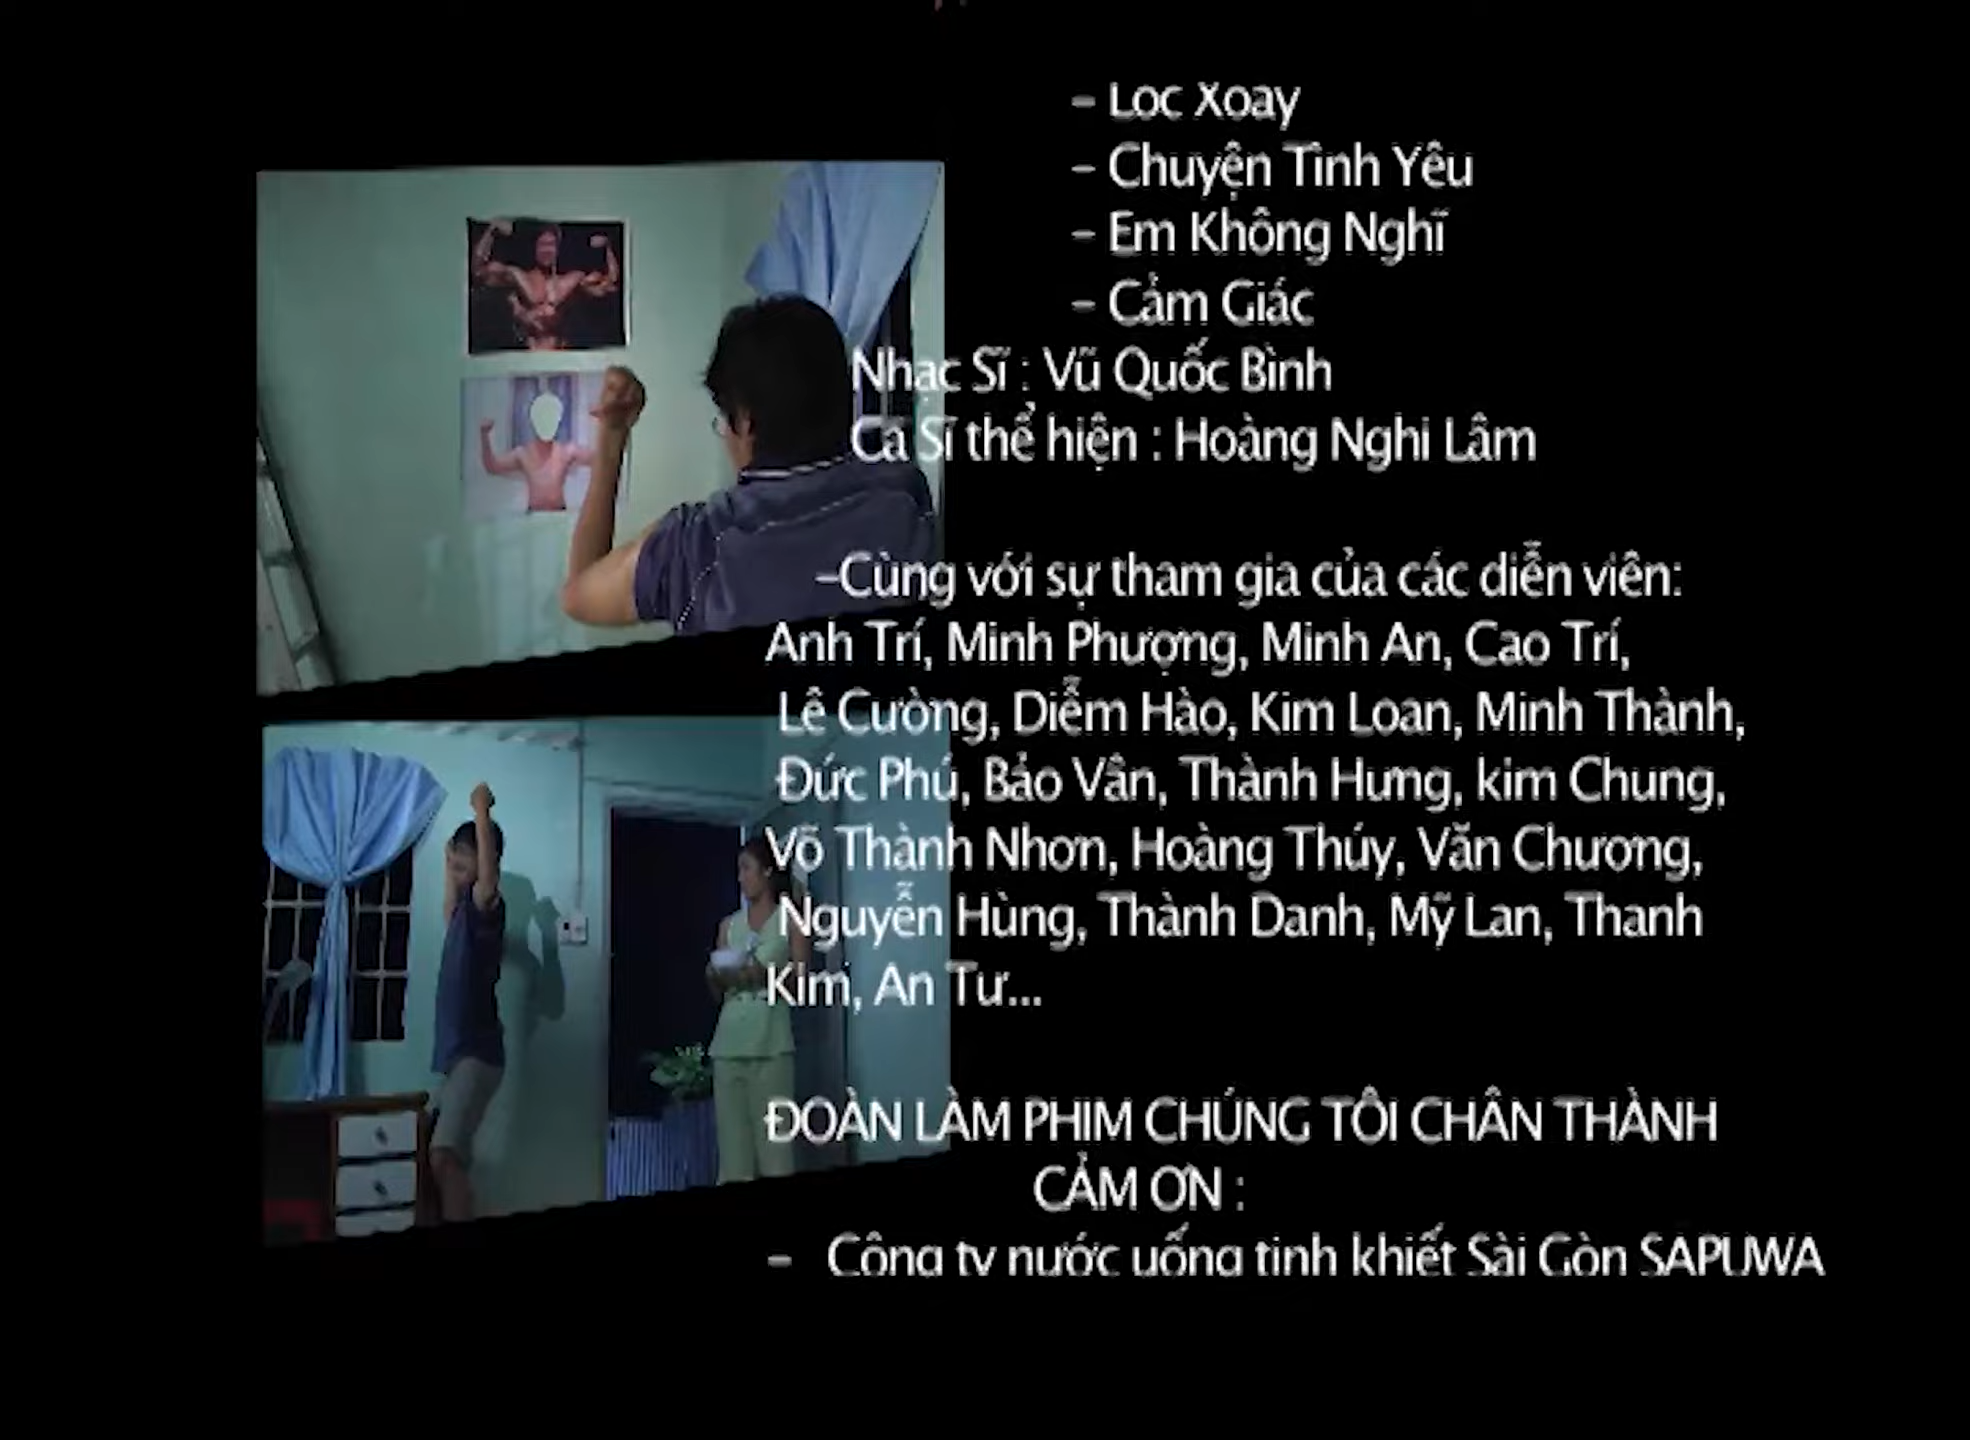 - Lốc Xoay
- Chuyện Tình Yêu
- Em Không Nghĩ
- Cảm Giác
Nhạc Sĩ : Vũ Quốc Bình
Ca Sĩ thể hiện : Hoàng Nghi Lâm
-Cùng với sự tham gia của các diễn viên:
Anh Trí, Minh Phượng, Minh An, Cao Trí,
Lê Cường, Diễm Hào, Kim Loan, Minh Thành,
Đức Phú, Bảo Vân, Thành Hưng, kim Chung,
Võ Thành Nhơn, Hoàng Thúy, Văn Chương,
Nguyễn Hùng, Thành Danh, Mỹ Lan, Thanh
Kim, An Tư...
ĐOÀN LÀM PHIM CHÚNG TÔI CHÂN THÀNH
CẢM ƠN :
- Công ty nước uống tinh khiết Sài Gòn SAPUWA